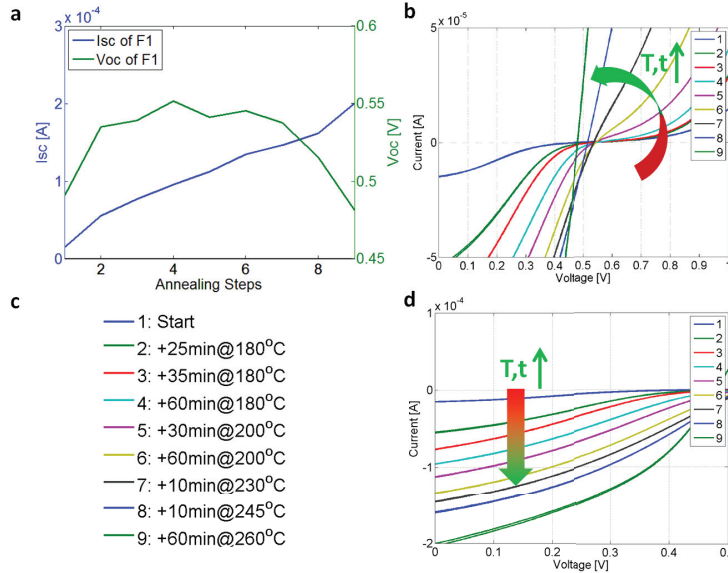 a
3 x 10⁻⁴
0.6
Isc of F1
Voc of F1
2
0.55
Isc [A]
Voc [V]
1
0.5
0
0.45
2
4
6
8
Annealing Steps
b
5 x 10⁻⁵
1
2
3
4
5
6
7
8
9
T,t
Current [A]
0
-5
0
0.1
0.2
0.3
0.4
0.5
0.6
0.7
0.8
0.9
Voltage [V]
c
1: Start
2: +25min@180°C
3: +35min@180°C
4: +60min@180°C
5: +30min@200°C
6: +60min@200°C
7: +10min@230°C
8: +10min@245°C
9: +60min@260°C
d
1 x 10⁻⁴
1
2
3
4
5
6
7
8
9
T,t
Current [A]
0
-1
-2
0
0.1
0.2
0.3
0.4
Voltage [V]